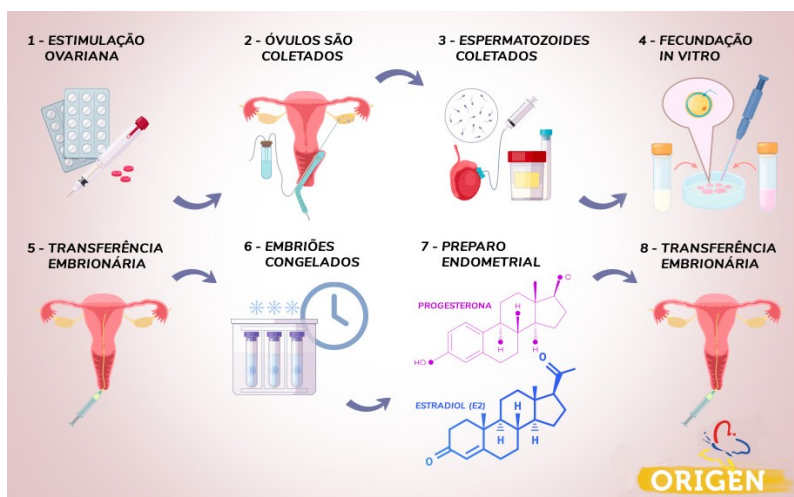 1 - ESTIMULAÇÃO
OVARIANA
2 - ÓVULOS SÃO
COLETADOS
3 - ESPERMATOZOIDES
COLETADOS
4 - FECUNDAÇÃO
IN VITRO
5 - TRANSFERÊNCIA
EMBRIONÁRIA
6 - EMBRIÕES
CONGELADOS
7 - PREPARO
ENDOMETRIAL
8 - TRANSFERÊNCIA
EMBRIONÁRIA
PROGESTERONA
O
H
H
H
HO
ESTRADIOL (E2)
O
H
H
H
O
ORIGEN